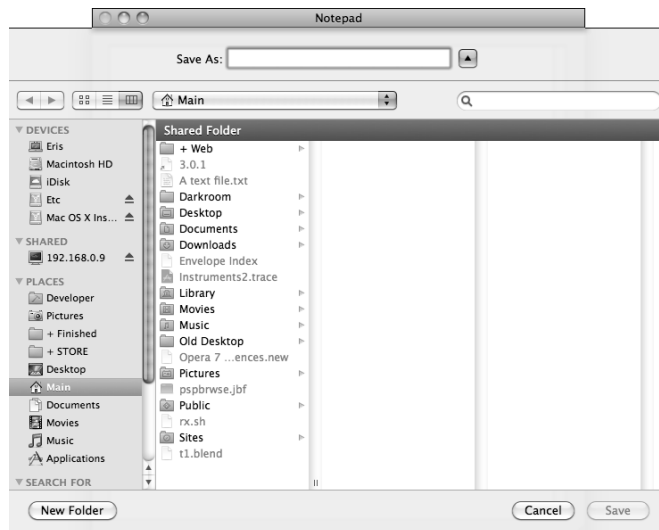 Notepad
Save As:
Main
DEVICES
Eris
Macintosh HD
iDisk
Etc
Mac OS X Ins...
SHARED
192.168.0.9
PLACES
Developer
Pictures
+ Finished
+ STORE
Desktop
Main
Documents
Movies
Music
Applications
SEARCH FOR
Shared Folder
+ Web
3.0.1
A text file.txt
Darkroom
Desktop
Documents
Downloads
Envelope Index
Instruments2.trace
Library
Movies
Music
Old Desktop
Opera 7 ...ences.new
Pictures
pspbrwse.jbf
Public
rx.sh
Sites
t1.blend
New Folder
Cancel
Save